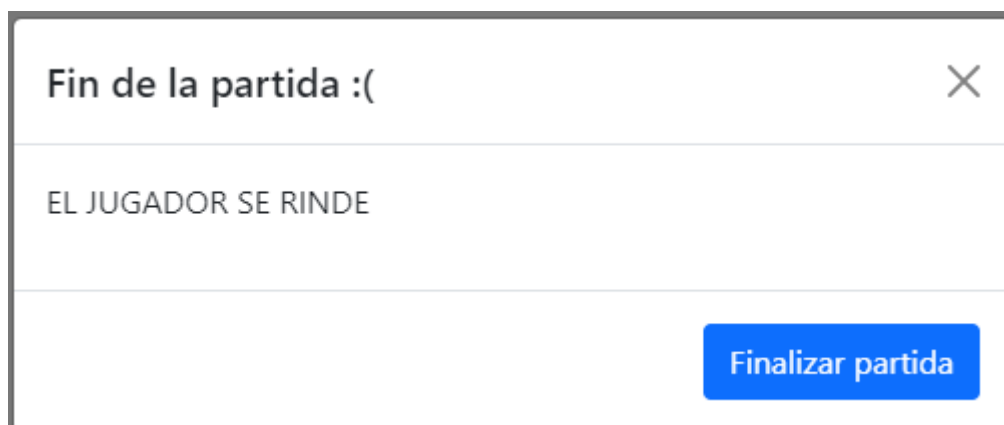 Fin de la partida :(
EL JUGADOR SE RINDE
Finalizar partida